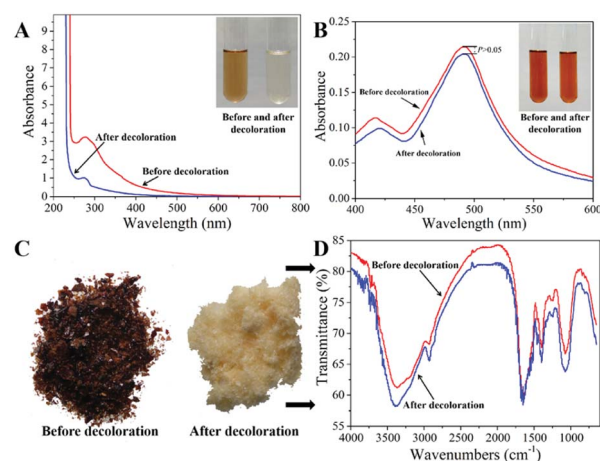 A
Absorbance
9
8
7
6
5
4
3
2
1
0
200 300 400 500 600 700 800
Wavelength (nm)
After decoloration
Before decoloration
Before and after
decoloration
B
Absorbance
0.25
0.20
0.15
0.10
0.05
0.00
400 450 500 550 600
Wavelength (nm)
P>0.05
Before decoloration
After decoloration
Before and after
decoloration
C
Before decoloration
After decoloration
D
Transmittance (%)
85
80
75
70
65
60
4000 3500 3000 2500 2000 1500 1000
Wavenumbers (cm⁻¹)
Before decoloration
After decoloration